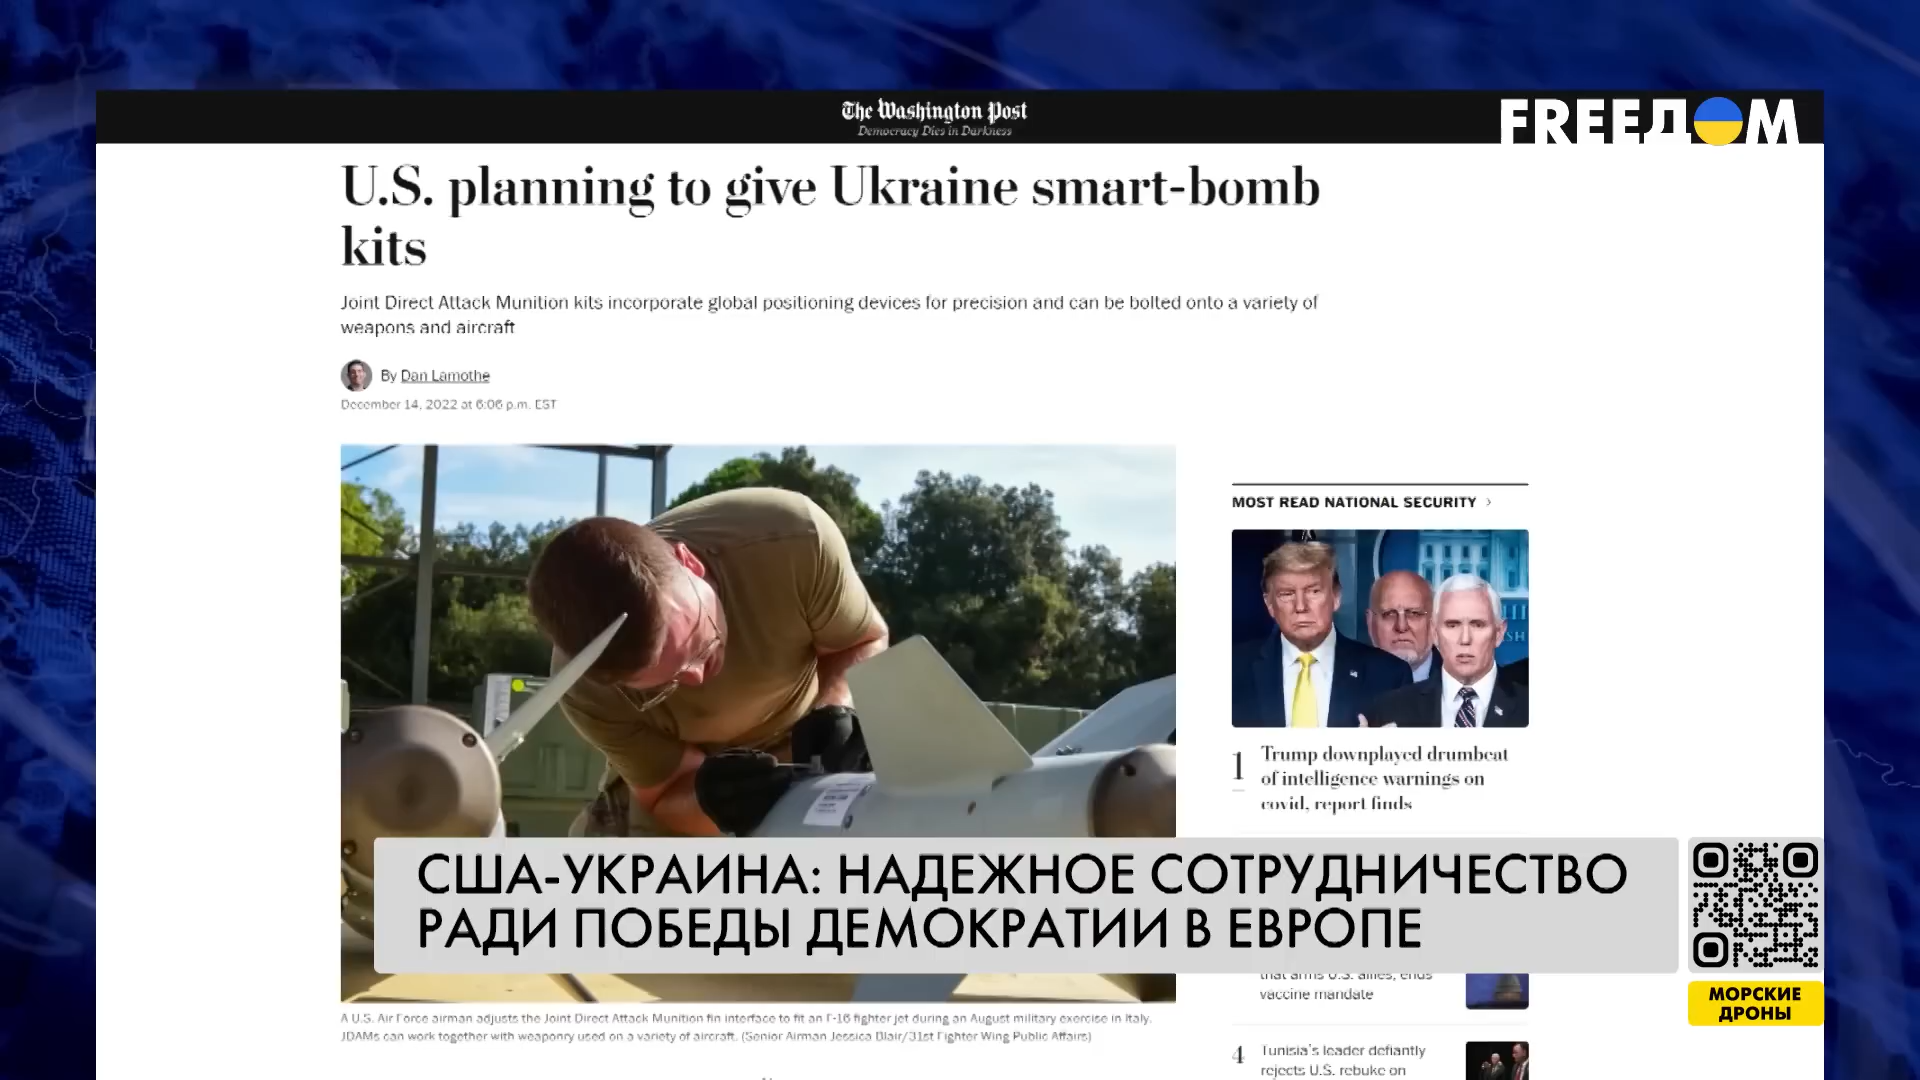 The Washington Post
Democracy Dies in Darkness
FREEДOM
U.S. planning to give Ukraine smart-bomb
kits
Joint Direct Attack Munition kits incorporate global positioning devices for precision and can be bolted onto a variety of
weapons and aircraft
By Dan Lamothe
December 14, 2022 at 6:06 p.m. EST
MOST READ NATIONAL SECURITY
1
Trump downplayed drumbeat
of intelligence warnings on
covid, report finds
that arms U.S. allies, ends
vaccine mandate
4
Tunisia's leader defiantly
rejects U.S. rebuke on
США-УКРАИНА: НАДЕЖНОЕ СОТРУДНИЧЕСТВО
РАДИ ПОБЕДЫ ДЕМОКРАТИИ В ЕВРОПЕ
МОРСКИЕ
ДРОНЫ
A U.S. Air Force airman adjusts the Joint Direct Attack Munition fin interface to fit an F-16 fighter jet during an August military exercise in Italy.
JDAMs can work together with weaponry used on a variety of aircraft. (Senior Airman Jessica Blair/31st Fighter Wing Public Affairs)